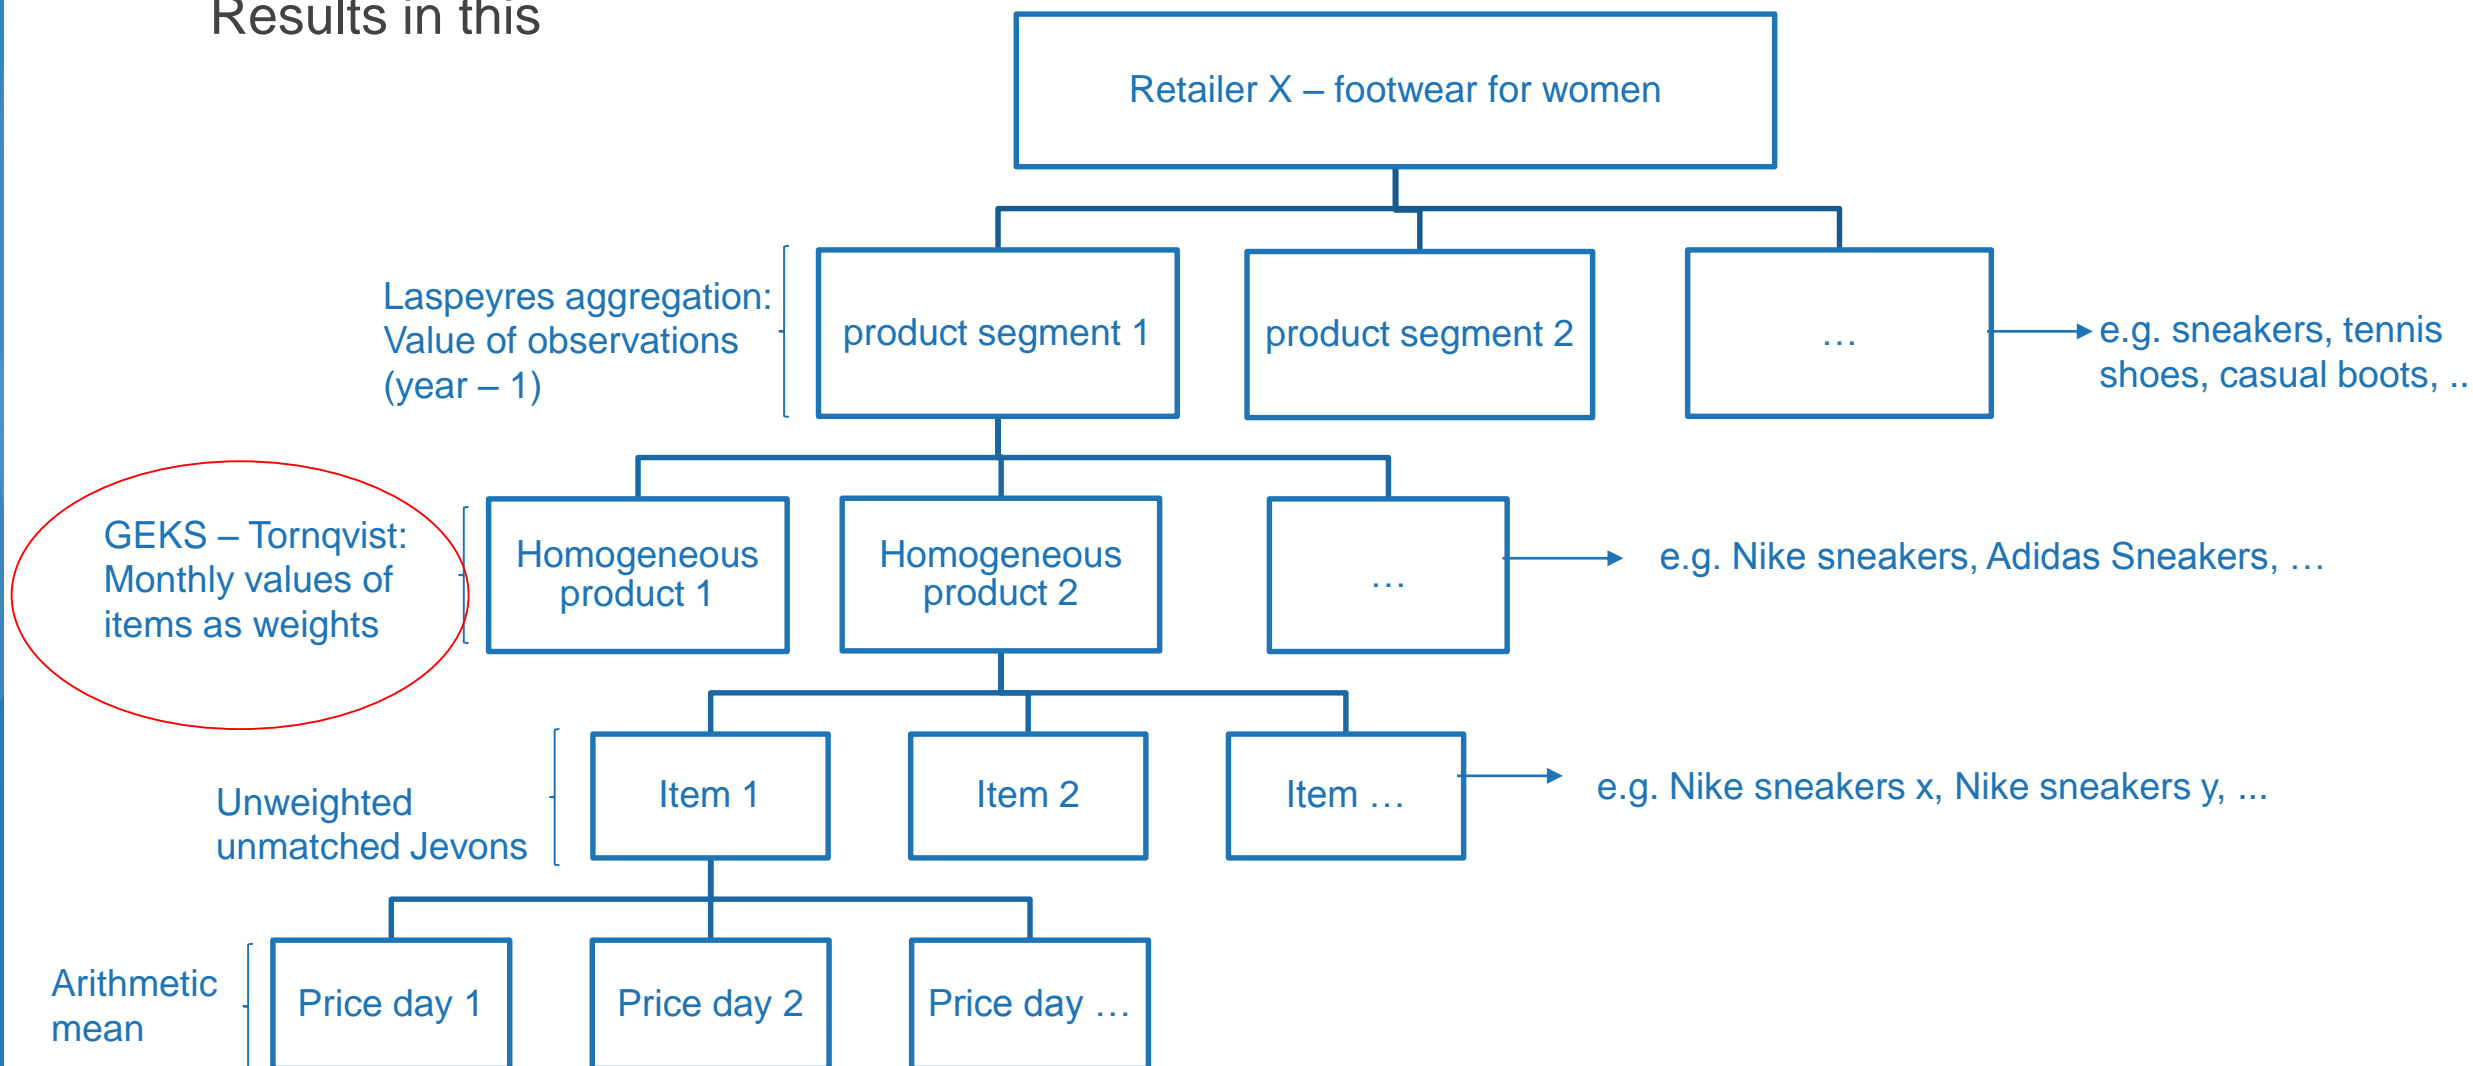 Results in this
Retailer X – footwear for women
Laspeyres aggregation:
Value of observations
(year – 1)
product segment 1
product segment 2
…
e.g. sneakers, tennis
shoes, casual boots, ..
GEKS – Tornqvist:
Monthly values of
items as weights
Homogeneous
product 1
Homogeneous
product 2
…
e.g. Nike sneakers, Adidas Sneakers, …
Unweighted
unmatched Jevons
Item 1
Item 2
Item …
e.g. Nike sneakers x, Nike sneakers y, ...
Arithmetic
mean
Price day 1
Price day 2
Price day …